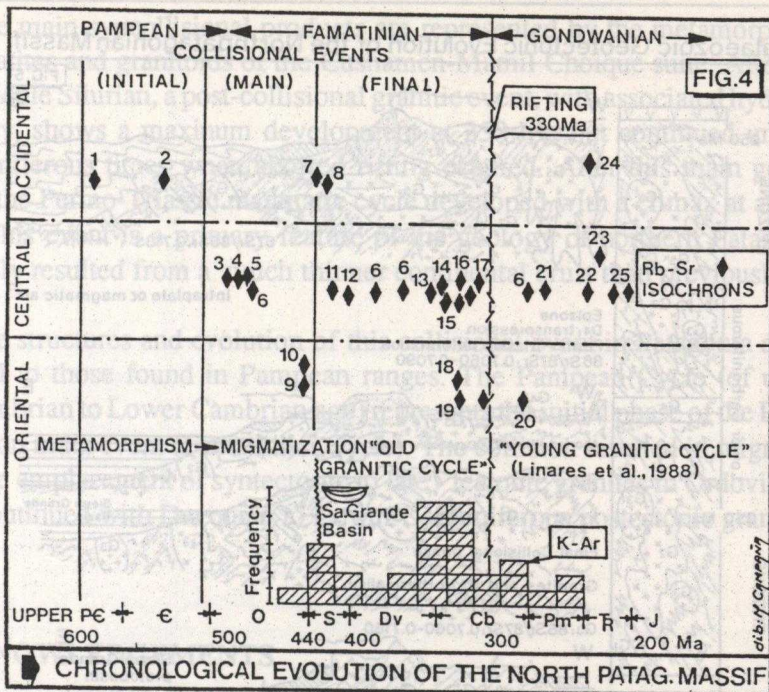 PAMPEAN FAMATINIAN GONDWANIAN
COLISIONAL EVENTS
(INITIAL) (MAIN) (FINAL)
FIG.4
RIFTING
330Ma
OCCIDENTAL
1 2 7 8 24
CENTRAL
3 4 5 6 11 12 6 6 13 14 15 16 17 6 21 22 23 25
Rb-Sr
ISOCHRONS
ORIENTAL
10
9
18
19 20
METAMORPHISM MIGMATIZATION "OLD GRANITIC CYCLE" "YOUNG GRANITIC CYCLE"
(Linares et al., 1988)
Frequency
Sa.Grande
Basin
K-Ar
UPPER PЄ Є O S Dv Cb Pm Tr J
600 500 440 400 300 200 Ma
CHRONOLOGICAL EVOLUTION OF THE NORTH PATAG. MASSIF